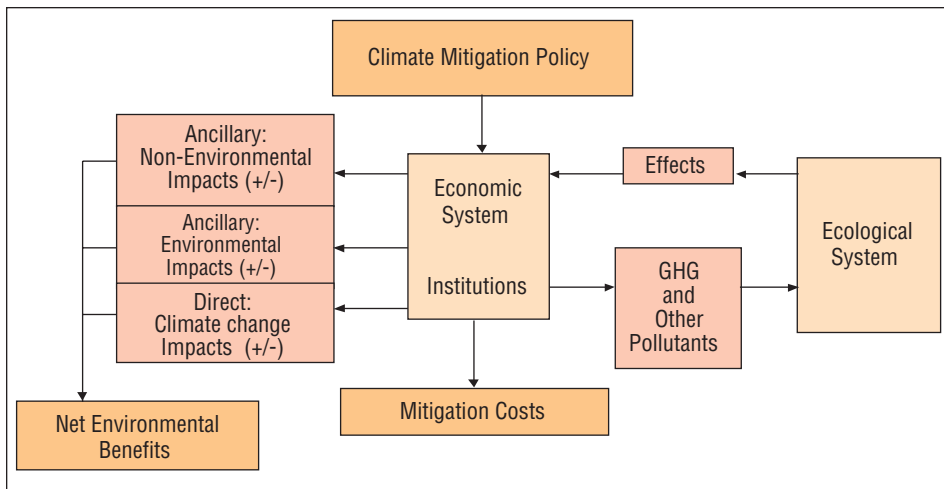 Climate Mitigation Policy
Ancillary:
Non-Environmental
Impacts (+/-)
Ancillary:
Environmental
Impacts (+/-)
Direct:
Climate change
Impacts (+/-)
Net Environmental
Benefits
Economic
System
Institutions
Mitigation Costs
Effects
GHG
and
Other
Pollutants
Ecological
System